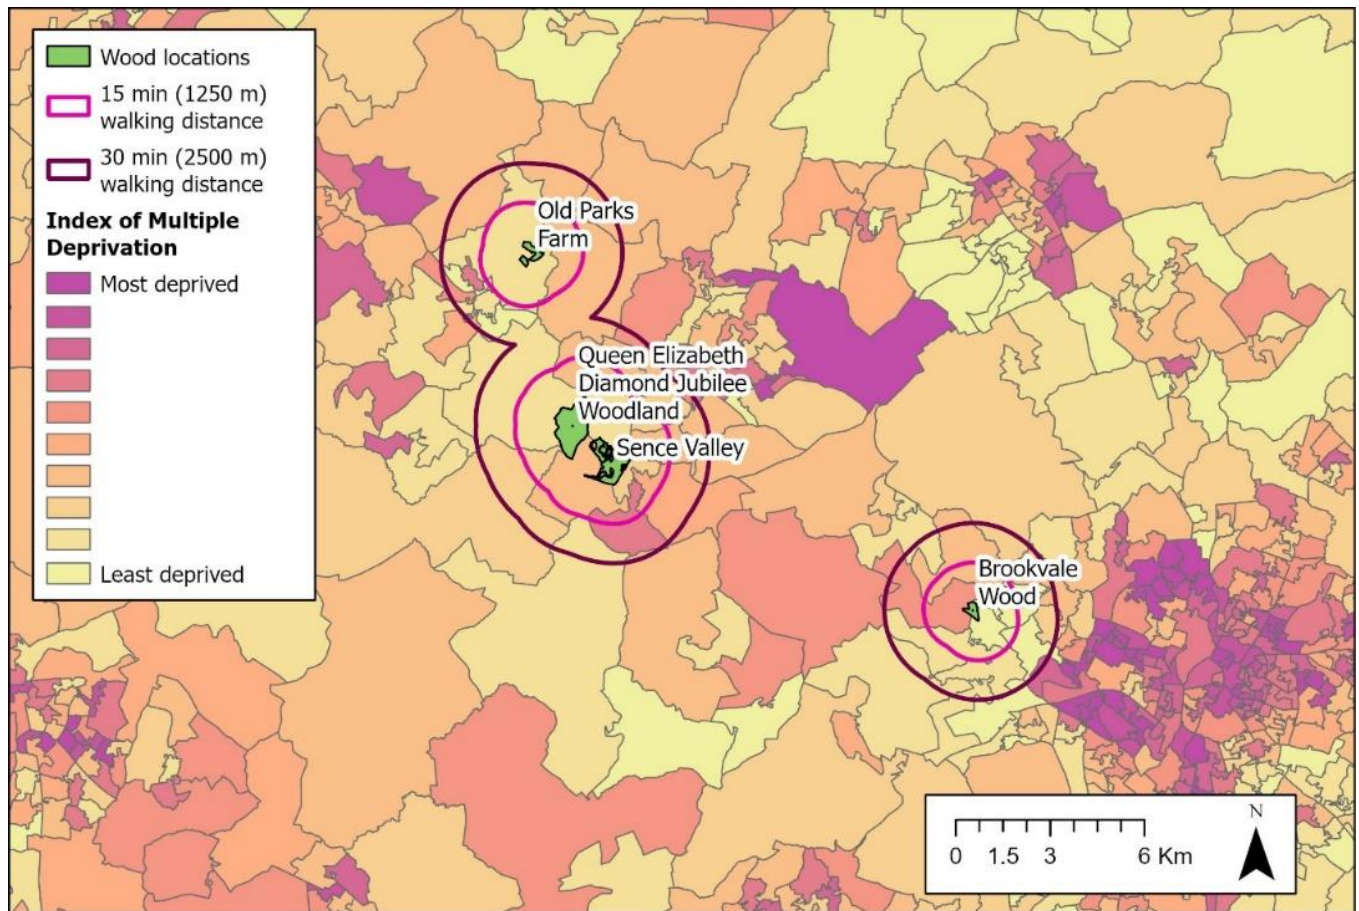 Wood locations
15 min (1250 m)
walking distance
30 min (2500 m)
walking distance
Index of Multiple
Deprivation
Most deprived
Least deprived
Old Parks
Farm
Queen Elizabeth
Diamond Jubilee
Woodland
Sence Valley
Brookvale
Wood
N
0 1.5 3 6 Km